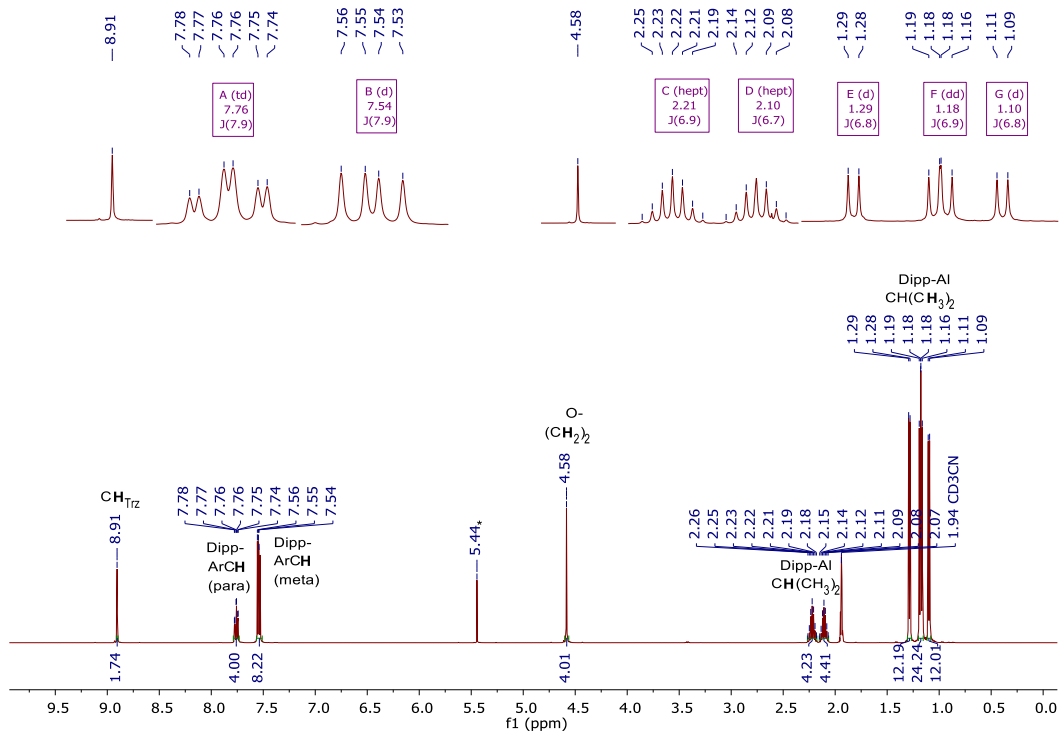 8.91
7.78
7.77
7.76
7.76
7.75
7.74
7.56
7.55
7.54
7.53
4.58
2.25
2.23
2.22
2.21
2.19
2.14
2.12
2.09
2.08
1.29
1.28
1.19
1.18
1.18
1.16
1.11
1.09
A (td)
7.76
J(7.9)
B (d)
7.54
J(7.9)
C (hept)
2.21
J(6.9)
D (hept)
2.10
J(6.7)
E (d)
1.29
J(6.8)
F (dd)
1.18
J(6.9)
G (d)
1.10
J(6.8)
Dipp-Al
CH(CH3)2
1.29
1.28
1.19
1.18
1.18
1.16
1.11
1.09
O-
(CH2)2
4.58
CHTrz
8.91
7.78
7.77
7.76
7.76
7.75
7.74
7.56
7.55
7.54
Dipp-
ArCH
(para)
Dipp-
ArCH
(meta)
5.44*
2.26
2.25
2.23
2.22
2.21
2.19
2.18
2.15
2.14
2.12
2.11
2.09
2.08
2.07
1.94 CD3CN
Dipp-Al
CH(CH3)2
1.74
4.00
8.22
4.01
4.23
4.41
12.19
24.24
12.01
9.5 9.0 8.5 8.0 7.5 7.0 6.5 6.0 5.5 5.0 4.5 4.0 3.5 3.0 2.5 2.0 1.5 1.0 0.5 0.0
f1 (ppm)